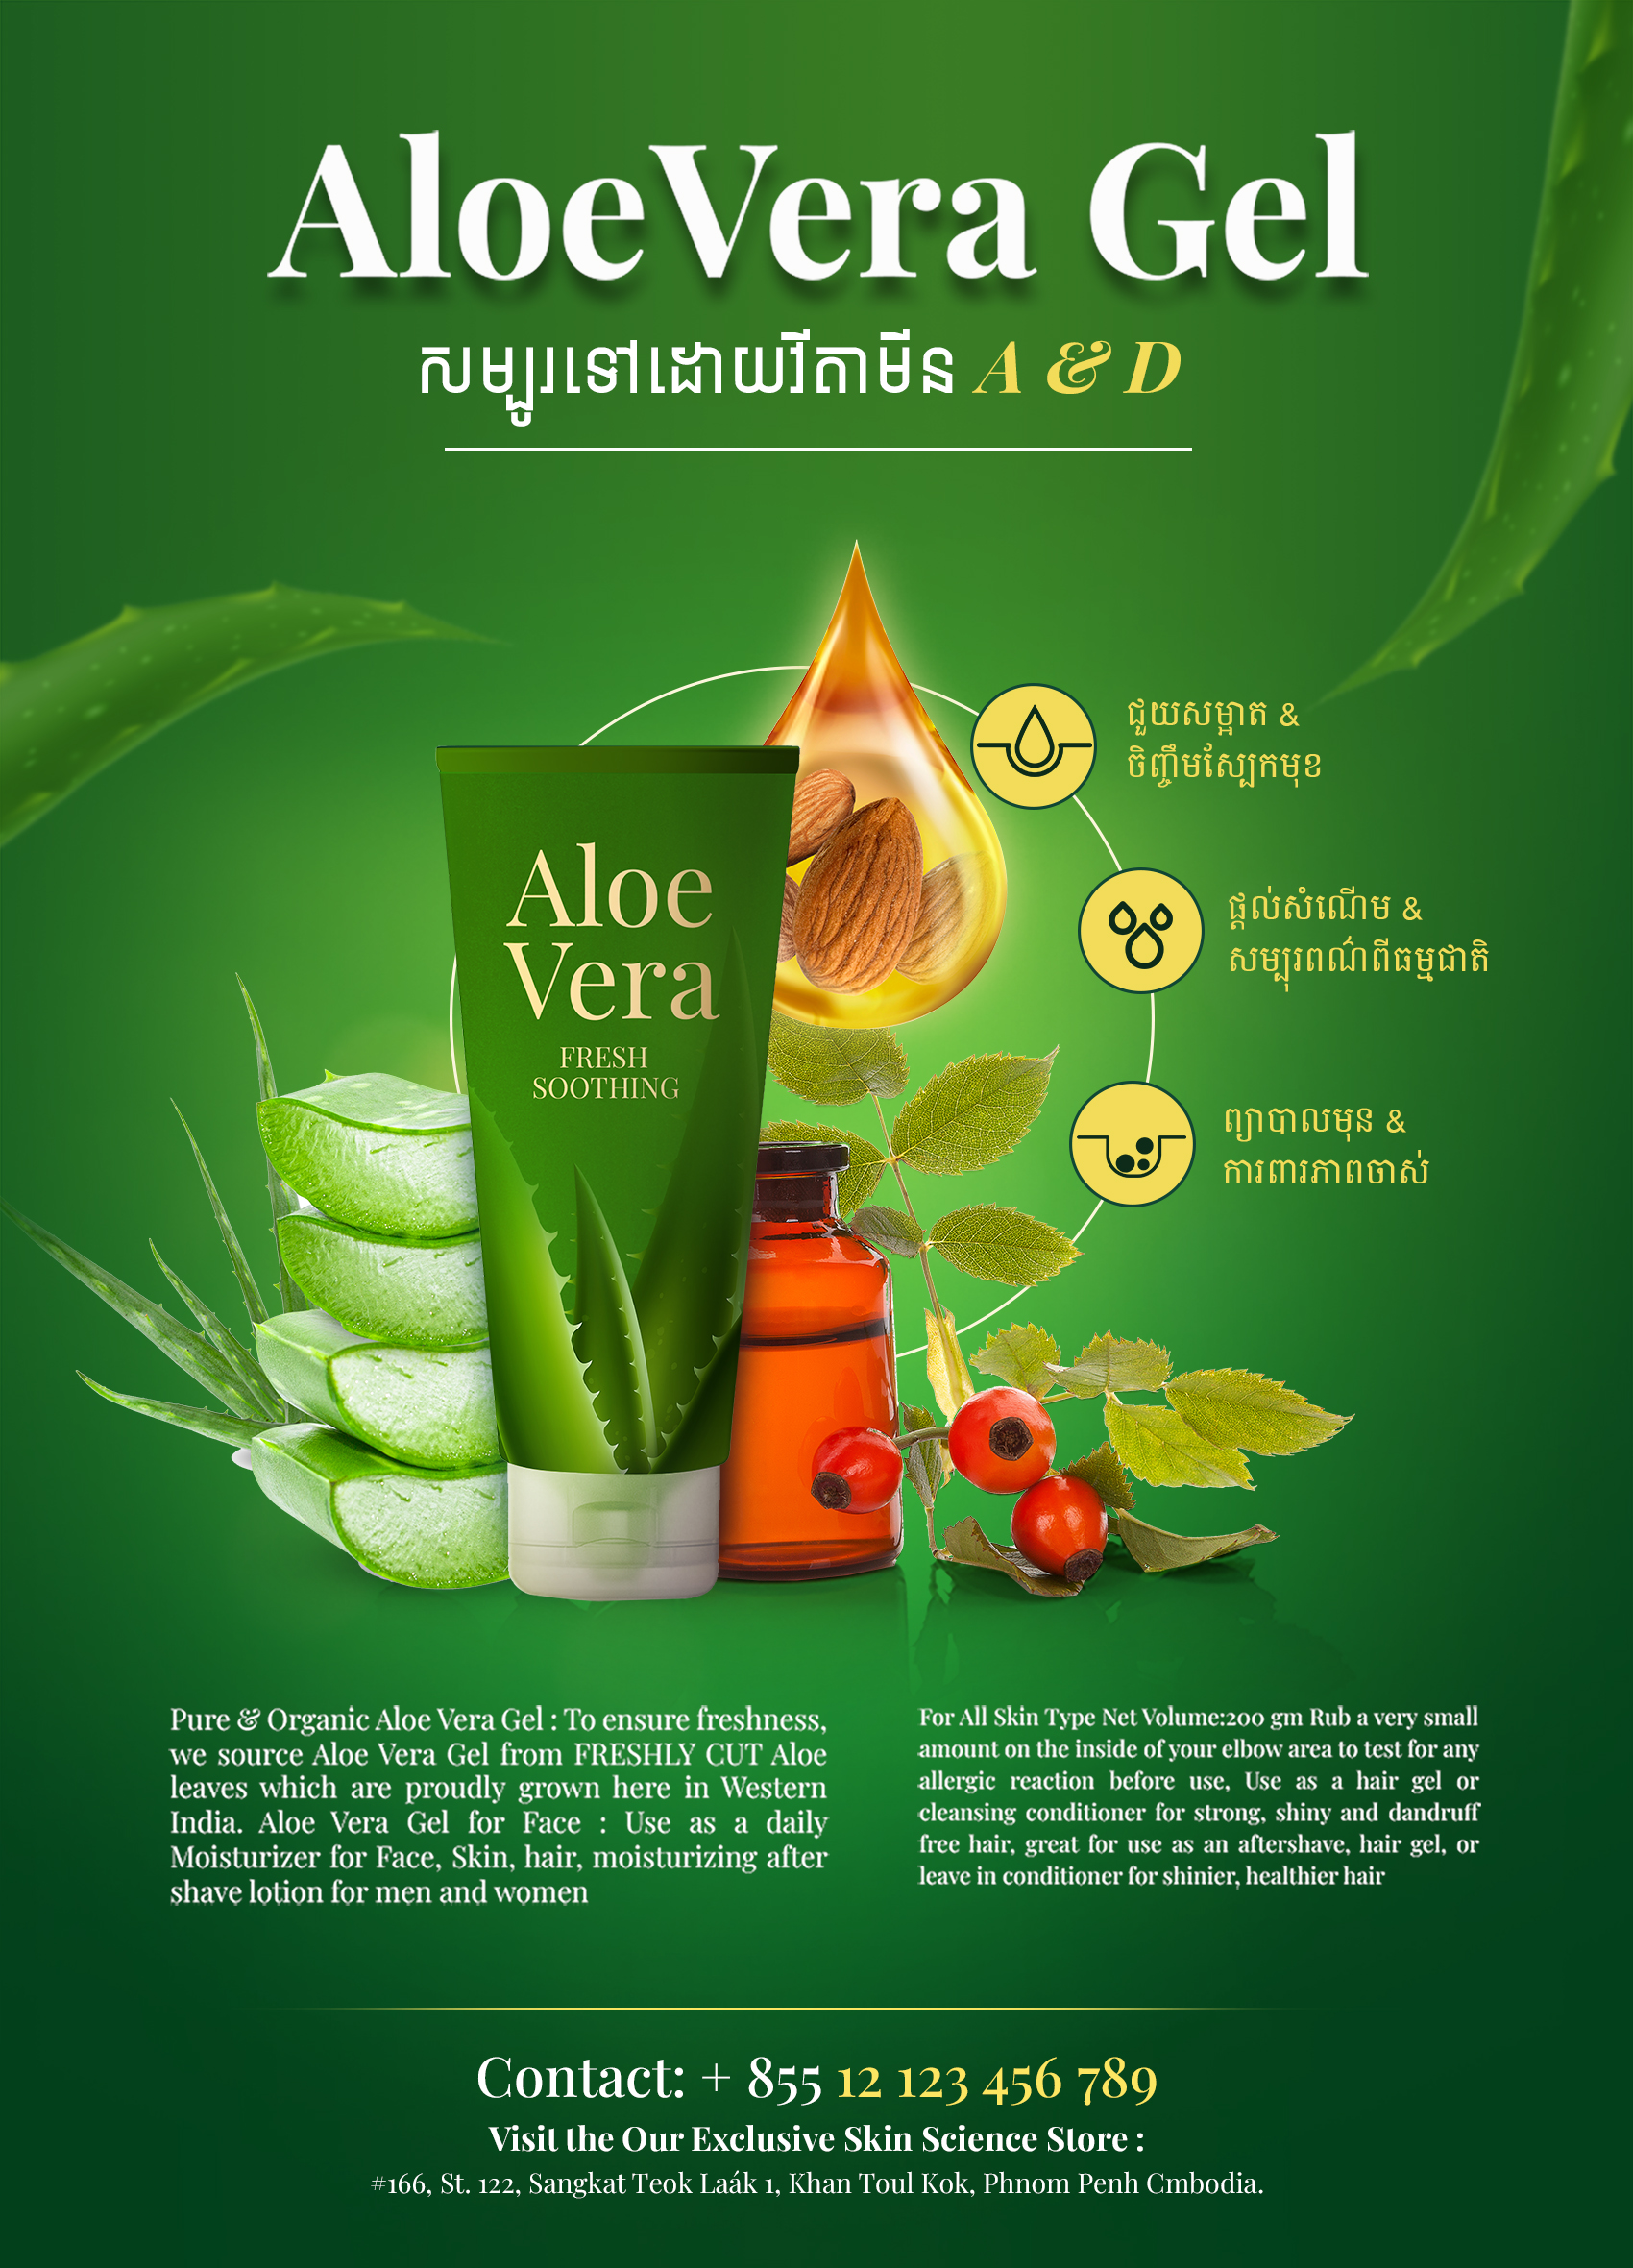 AloeVera Gel
សម្បូរទៅដោយវីតាមីន A & D
ជួយសម្អាត &
ចិញ្ចឹមស្បែកមុខ
Aloe
Vera
FRESH
SOOTHING
ផ្តល់សំណើម &
សម្បុរពណ៌ពីធម្មជាតិ
ព្យាបាលមុន &
ការពារភាពចាស់
Pure & Organic Aloe Vera Gel : To ensure freshness,
we source Aloe Vera Gel from FRESHLY CUT Aloe
leaves which are proudly grown here in Western
India. Aloe Vera Gel for Face : Use as a daily
Moisturizer for Face, Skin, hair, moisturizing after
shave lotion for men and women
For All Skin Type Net Volume:200 gm Rub a very small
amount on the inside of your elbow area to test for any
allergic reaction before use, Use as a hair gel or
cleansing conditioner for strong, shiny and dandruff
free hair, great for use as an aftershave, hair gel, or
leave in conditioner for shinier, healthier hair
Contact: + 855 12 123 456 789
Visit the Our Exclusive Skin Science Store :
#166, St. 122, Sangkat Teok Laák 1, Khan Toul Kok, Phnom Penh Cmbodia.